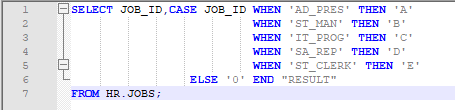 1 SELECT JOB_ID,CASE JOB_ID WHEN 'AD_PRES' THEN 'A'
2 WHEN 'ST_MAN' THEN 'B'
3 WHEN 'IT_PROG' THEN 'C'
4 WHEN 'SA_REP' THEN 'D'
5 WHEN 'ST_CLERK' THEN 'E'
6 ELSE '0' END "RESULT"
7 FROM HR.JOBS;